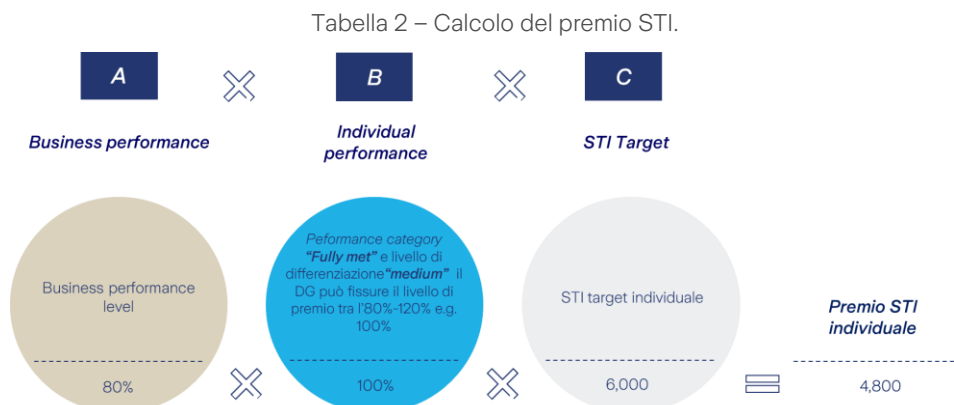 Tabella 2 – Calcolo del premio STI.
A
B
C
Business performance
Individual
performance
STI Target
Business performance
level
Peformance category
"Fully met" e livello di
differenziazione"medium" il
DG può fissure il livello di
premio tra l'80%-120% e.g.
100%
STI target individuale
Premio STI
individuale
80%
100%
6,000
4,800